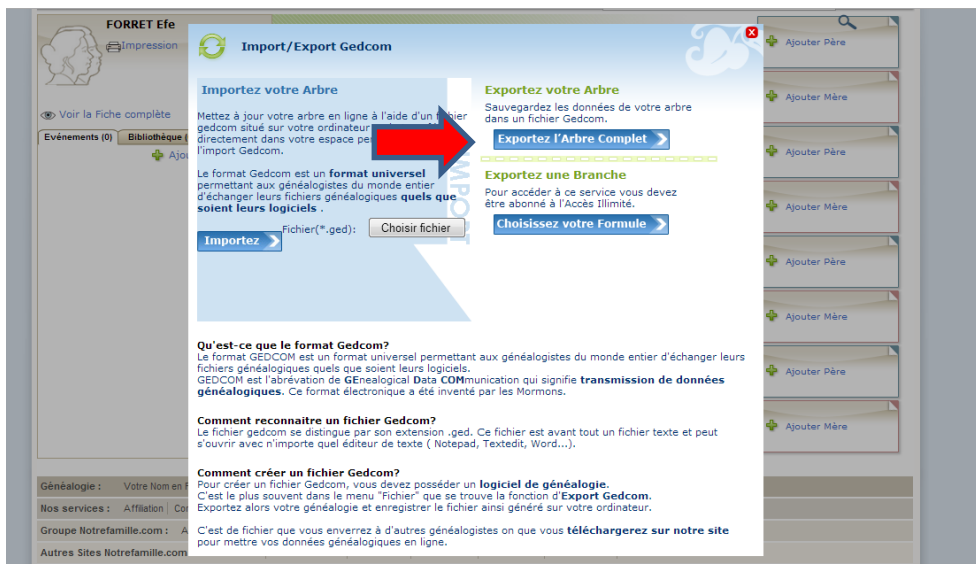 FORRET Efe
Impression
Voir la Fiche complète
Evénements (0)
Bibliothèque (
Ajou
Import/Export Gedcom
Importez votre Arbre
Mettez à jour votre arbre en ligne à l'aide d'un fichier
gedcom situé sur votre ordinateur
directement dans votre espace per
l'import Gedcom.
Le format Gedcom est un format universel
permettant aux généalogistes du monde entier
d'échanger leurs fichiers généalogiques quels que
soient leurs logiciels .
Fichier(*.ged):
Choisir fichier
Importez
IMPORT
Exportez votre Arbre
Sauvegardez les données de votre arbre
dans un fichier Gedcom.
Exportez l'Arbre Complet
Exportez une Branche
Pour accéder à ce service vous devez
être abonné à l'Accès Illimité.
Choisissez votre Formule
Qu'est-ce que le format Gedcom?
Le format GEDCOM est un format universel permettant aux généalogistes du monde entier d'échanger leurs
fichiers généalogiques quels que soient leurs logiciels.
GEDCOM est l'abrévation de GEnealogical Data COMmunication qui signifie transmission de données
généalogiques. Ce format électronique a été inventé par les Mormons.
Comment reconnaitre un fichier Gedcom?
Le fichier gedcom se distingue par son extension .ged. Ce fichier est avant tout un fichier texte et peut
s'ouvrir avec n'importe quel éditeur de texte ( Notepad, Textedit, Word...).
Comment créer un fichier Gedcom?
Pour créer un fichier Gedcom, vous devez posséder un logiciel de généalogie.
C'est le plus souvent dans le menu "Fichier" que se trouve la fonction d'Export Gedcom.
Exportez alors votre généalogie et enregistrer le fichier ainsi généré sur votre ordinateur.
C'est de fichier que vous enverrez à d'autres généalogistes on que vous téléchargerez sur notre site
pour mettre vos données généalogiques en ligne.
Ajouter Père
Ajouter Mère
Ajouter Père
Ajouter Mère
Ajouter Père
Ajouter Mère
Ajouter Père
Ajouter Mère
Généalogie : Votre Nom en F
Nos services : Affiliation | Con
Groupe Notrefamille.com : A
Autres Sites Notrefamille.com